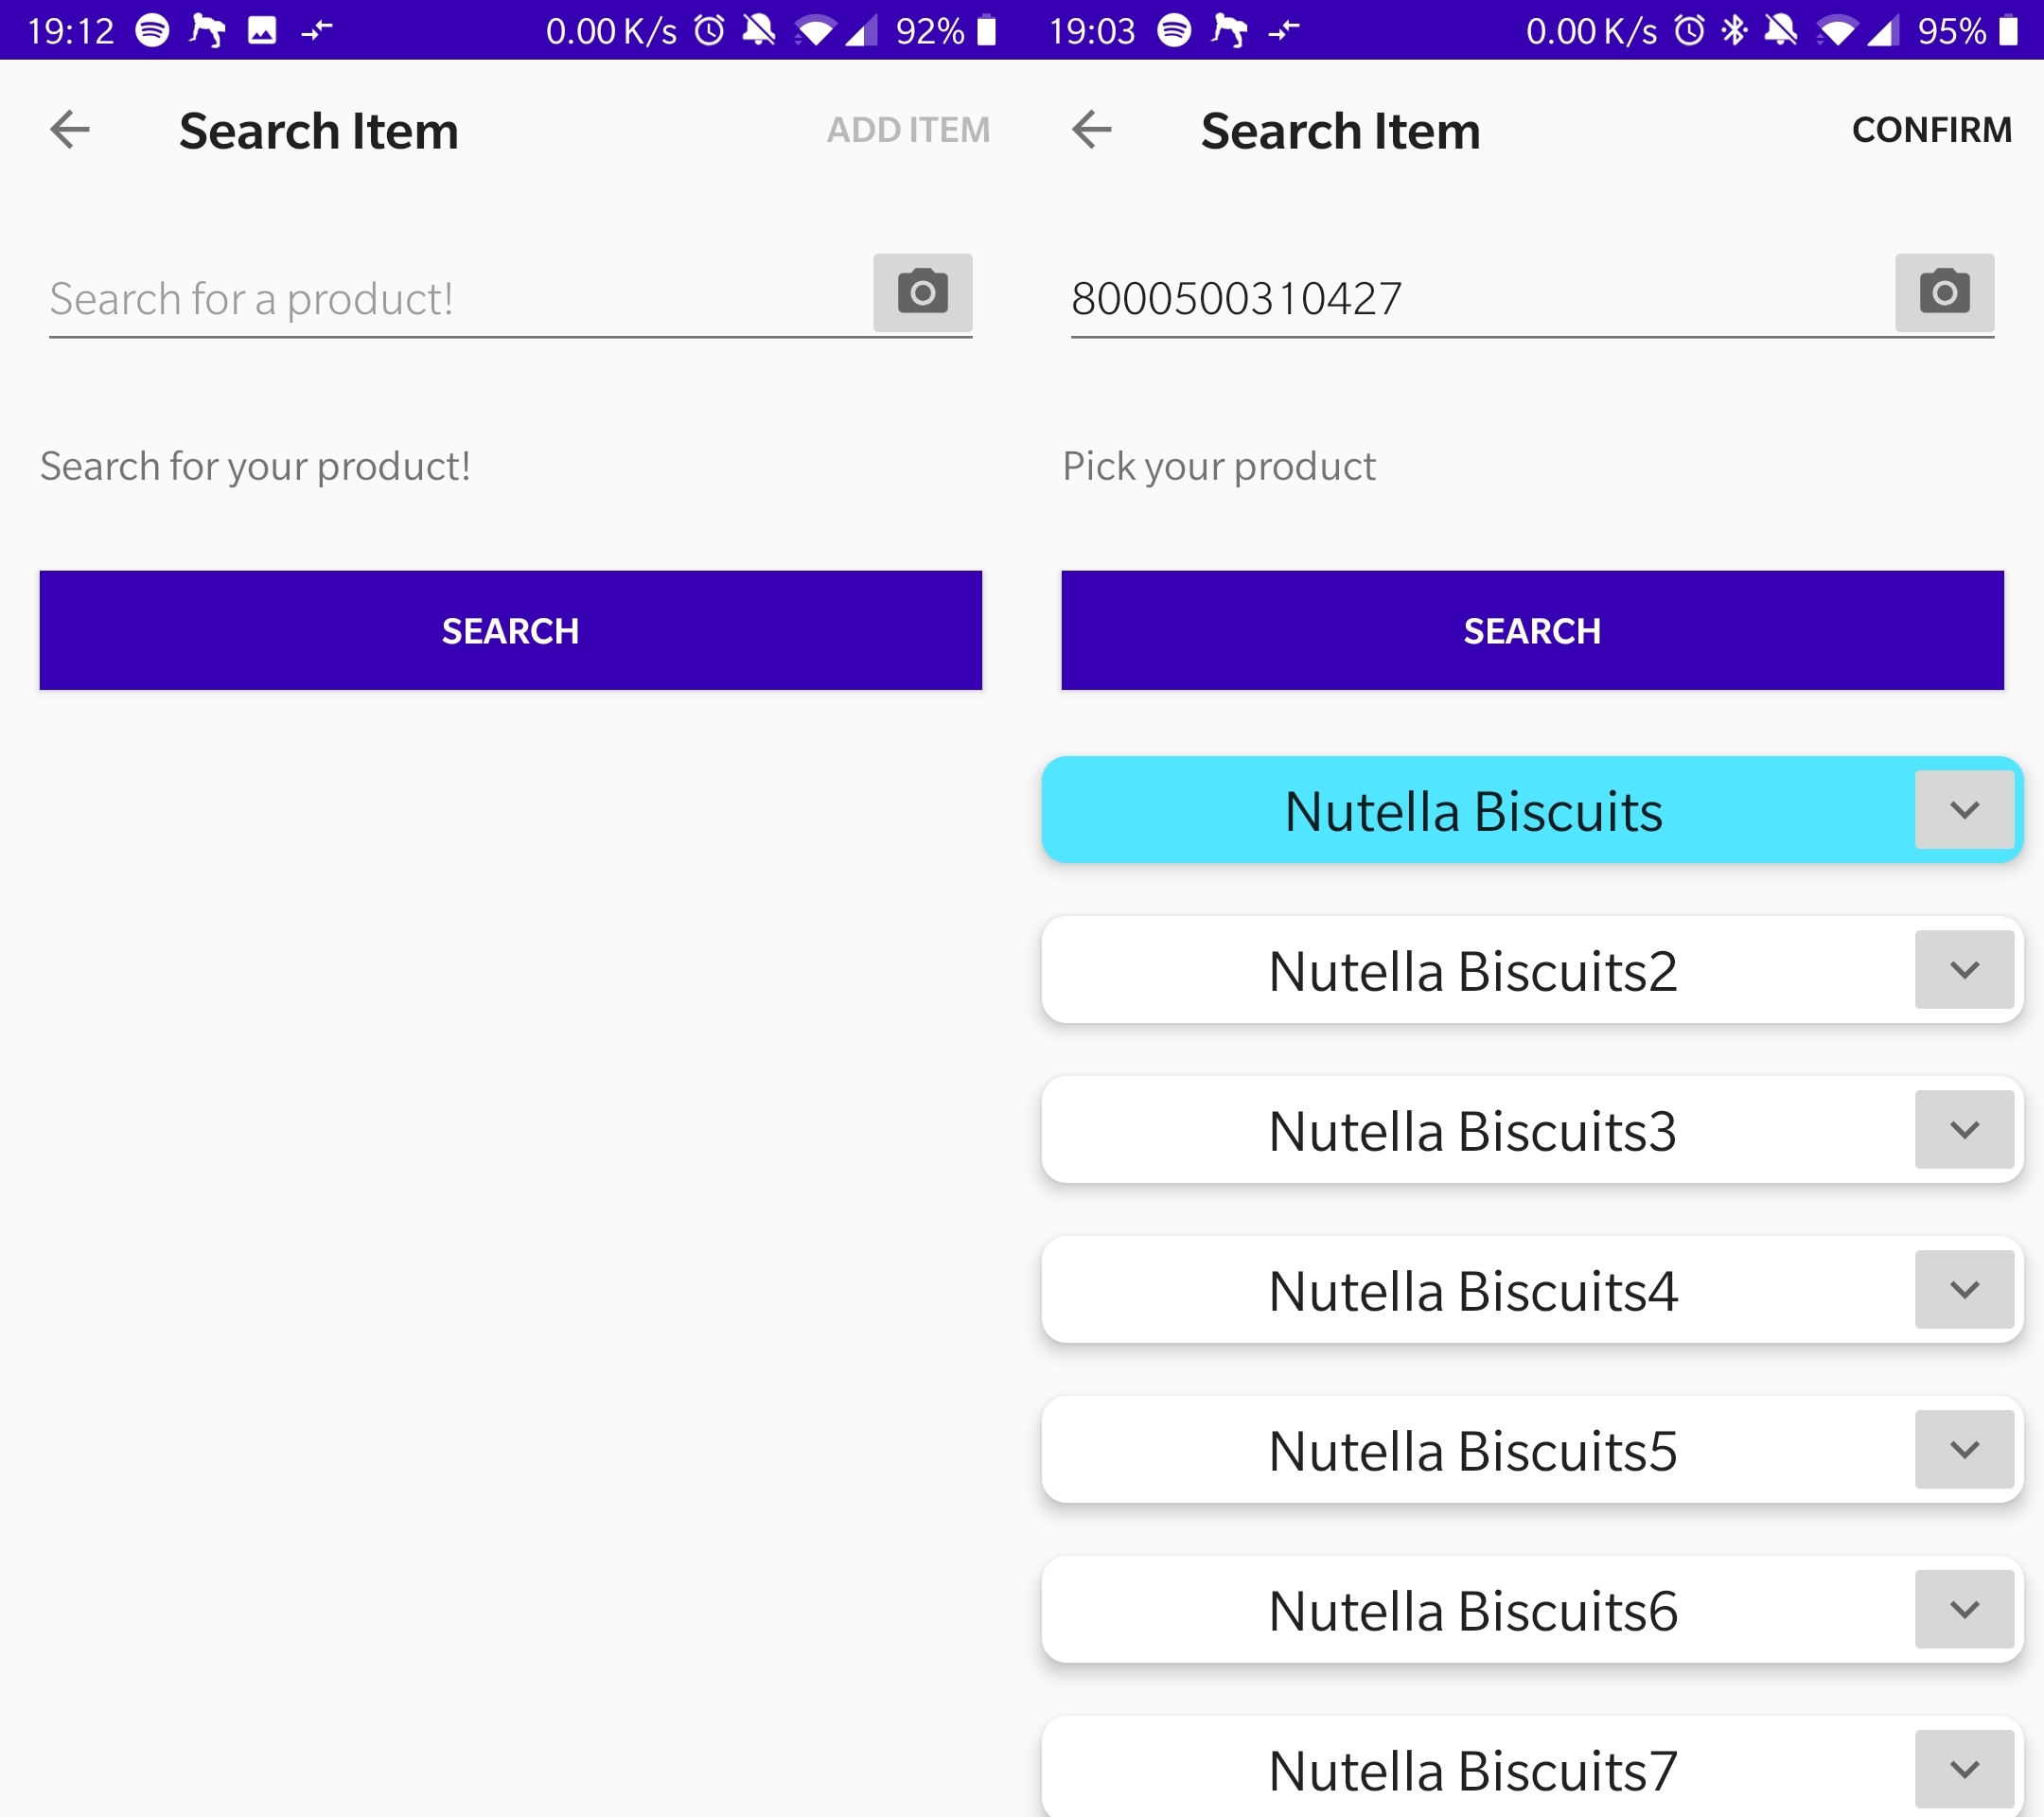 19:12 0.00 K/s 92%
Search Item ADD ITEM
Search for a product!
Search for your product!
SEARCH
19:03 0.00 K/s 95%
Search Item CONFIRM
8000500310427
Pick your product
SEARCH
Nutella Biscuits
Nutella Biscuits2
Nutella Biscuits3
Nutella Biscuits4
Nutella Biscuits5
Nutella Biscuits6
Nutella Biscuits7